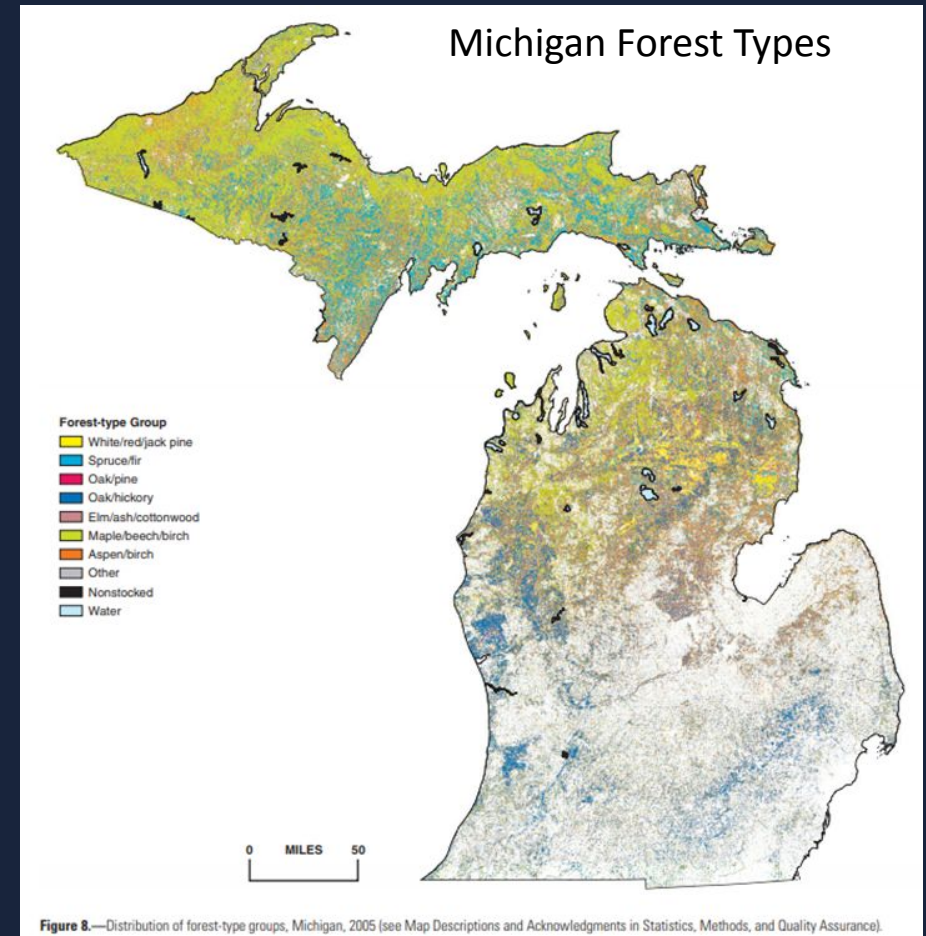 Michigan Forest Types
Forest-type Group
White/red/jack pine
Spruce/fir
Oak/pine
Oak/hickory
Elm/ash/cottonwood
Maple/beech/birch
Aspen/birch
Other
Nonstocked
Water
0 MILES 50
Figure 8.—Distribution of forest-type groups, Michigan, 2005 (see Map Descriptions and Acknowledgments in Statistics, Methods, and Quality Assurance).